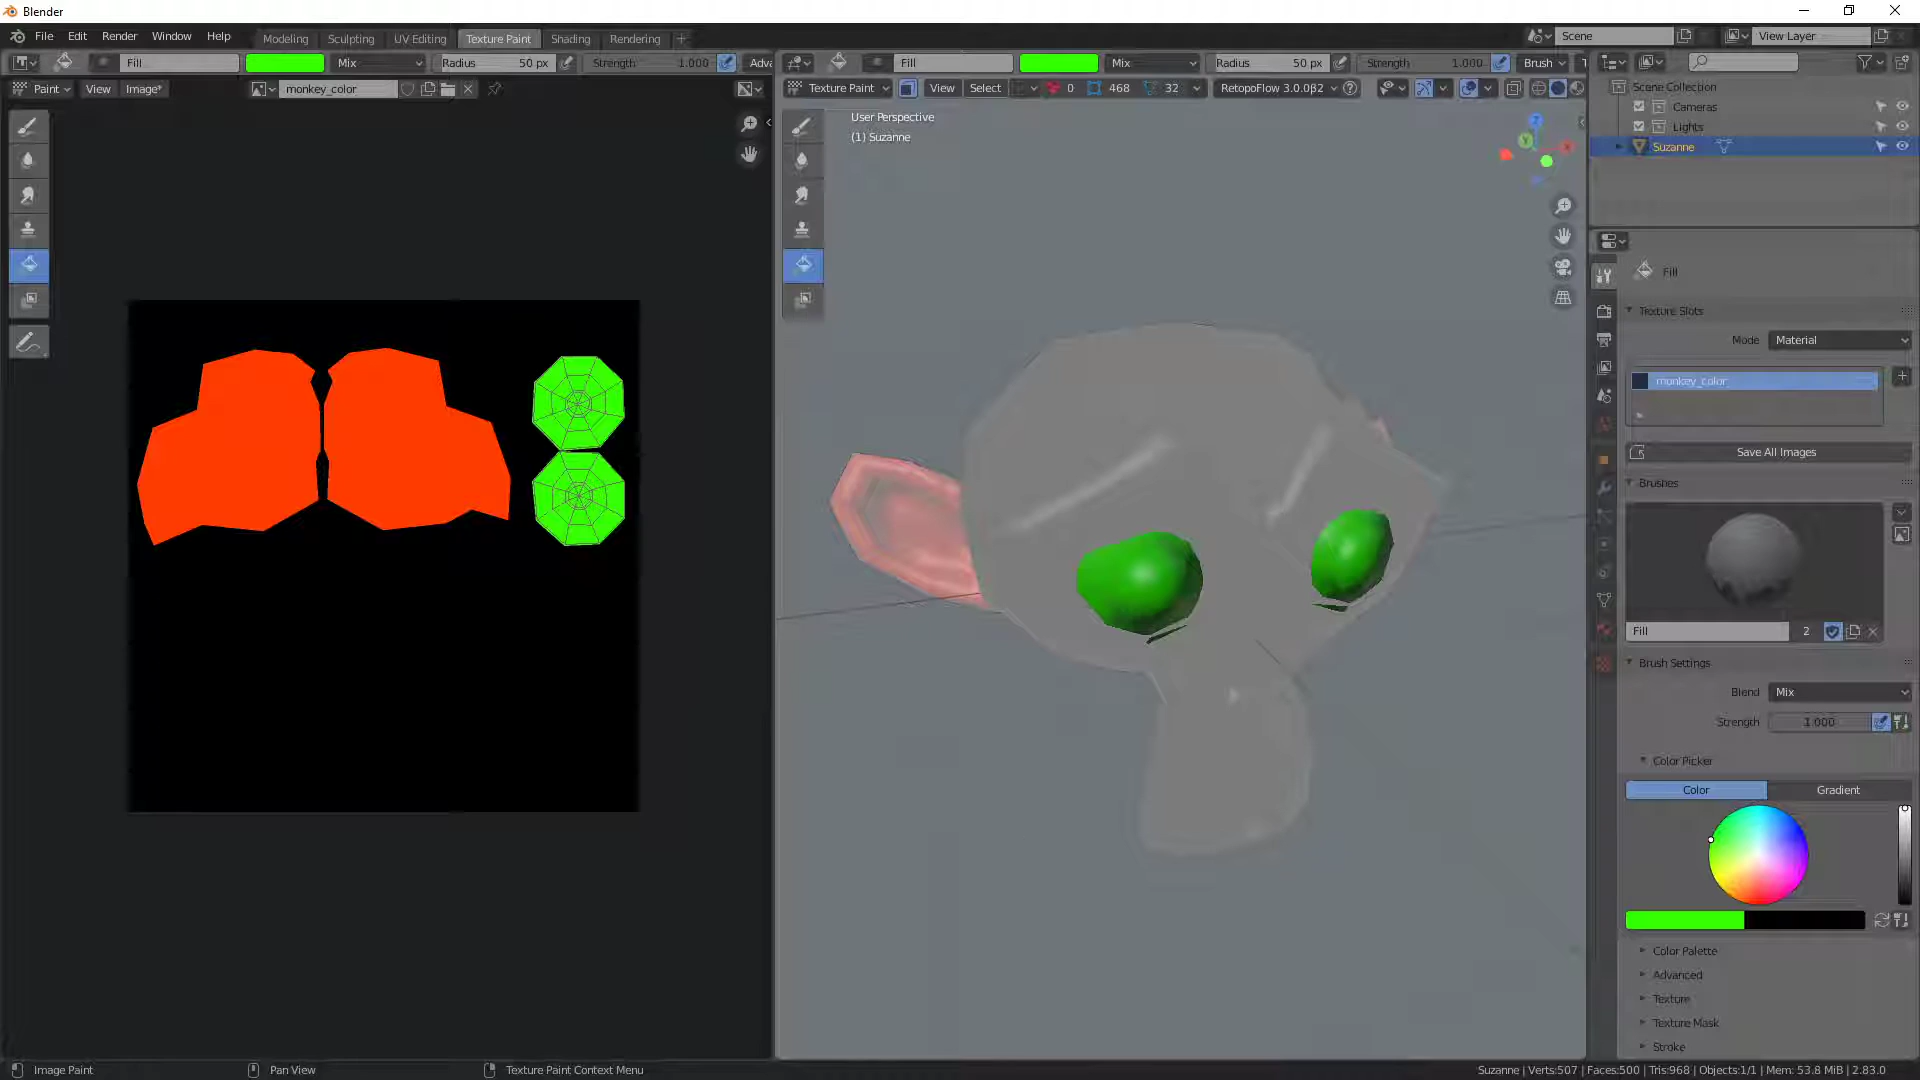 Blender
File Edit Render Window Help Modeling Sculpting UV Editing Texture Paint Shading Rendering + Scene View Layer
Fill Mix Radius 50 px Strength 1.000 Adva Fill Mix Radius 50 px Strength 1.000 Brush
Paint View Image* monkey_color Texture Paint View Select 0 468 32 RetopoFlow 3.0.0β2
Scene Collection
Cameras
Lights
Suzanne
User Perspective
(1) Suzanne
Fill
Texture Slots
Mode Material
monkey_color
Save All Images
Brushes
Fill 2
Brush Settings
Blend Mix
Strength 1.000
Color Picker
Color Gradient
Color Palette
Advanced
Texture
Texture Mask
Stroke
Image Paint Pan View Texture Paint Context Menu Suzanne | Verts:507 | Faces:500 | Tris:968 | Objects:1/1 | Mem: 53.8 MiB | 2.83.0